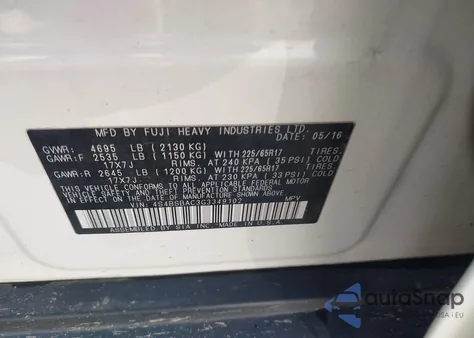 MFD BY FUJI HEAVY INDUSTRIES LTD.
DATE: 05/16
GVWR: 4695 LB (2130 KG) TIRES.
GAWR:F 2535 LB (1150 KG) WITH 225/65R17
17X7J RIMS. AT 240 KPA (35 PSI) COLD
GAWR:R 2645 LB (1200 KG) WITH 225/65R17 TIRES.
17X7J RIMS. AT 230 KPA (33 PSI) COLD
THIS VEHICLE CONFORMS TO ALL APPLICABLE FEDERAL MOTOR
VEHICLE SAFETY AND THEFT PREVENTION STANDARDS
IN EFFECT ON THE DATE OF MANUFACTURE SHOWN ABOVE.
VIN: 4S4BSBAC3G3349102 MPV
ASSEMBLED BY SIA INC. MADE IN U.S.A.
autoSnap